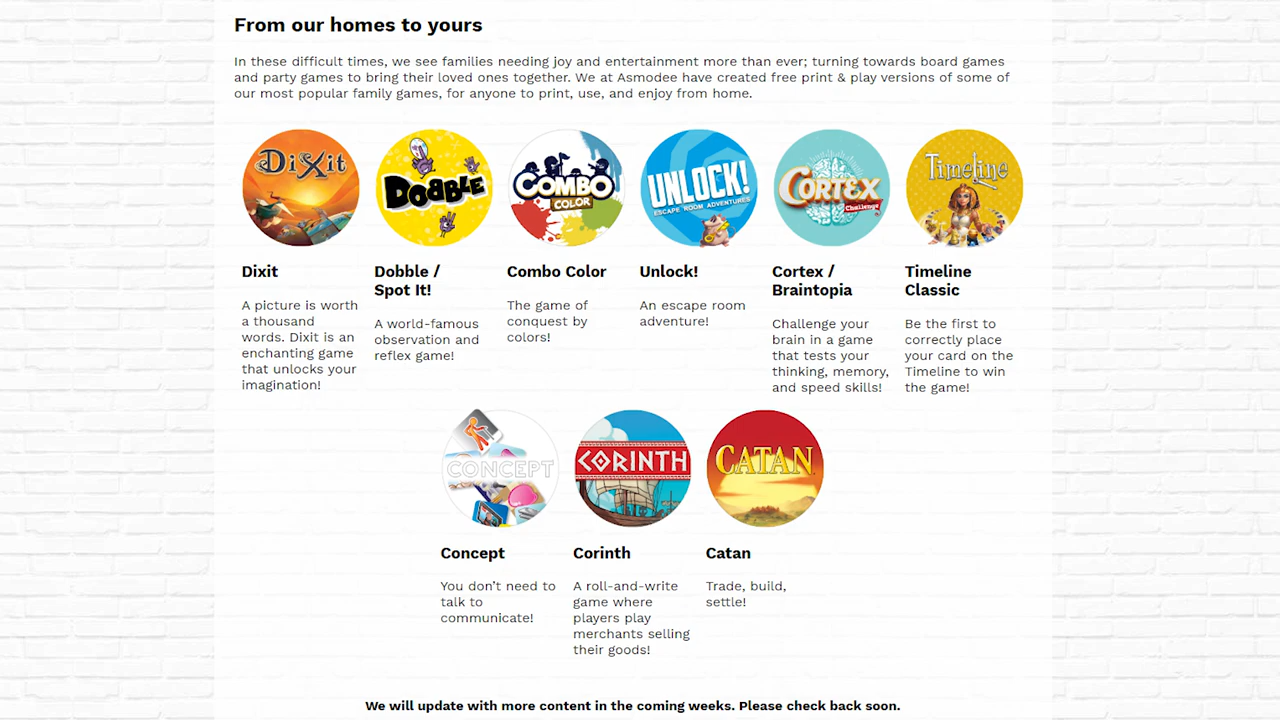 From our homes to yours
In these difficult times, we see families needing joy and entertainment more than ever; turning towards board games
and party games to bring their loved ones together. We at Asmodee have created free print & play versions of some of
our most popular family games, for anyone to print, use, and enjoy from home.
DiXit
DOBBLE
COMBO
COLOR
UNLOCK!
ESCAPE ROOM ADVENTURES
CORTEX
Challenge
Timeline
Dixit
A picture is worth
a thousand
words. Dixit is an
enchanting game
that unlocks your
imagination!
Dobble /
Spot It!
A world-famous
observation and
reflex game!
Combo Color
The game of
conquest by
colors!
Unlock!
An escape room
adventure!
Cortex /
Braintopia
Challenge your
brain in a game
that tests your
thinking, memory,
and speed skills!
Timeline
Classic
Be the first to
correctly place
your card on the
Timeline to win
the game!
CONCEPT
CORINTH
CATAN
Concept
You don’t need to
talk to
communicate!
Corinth
A roll-and-write
game where
players play
merchants selling
their goods!
Catan
Trade, build,
settle!
We will update with more content in the coming weeks. Please check back soon.